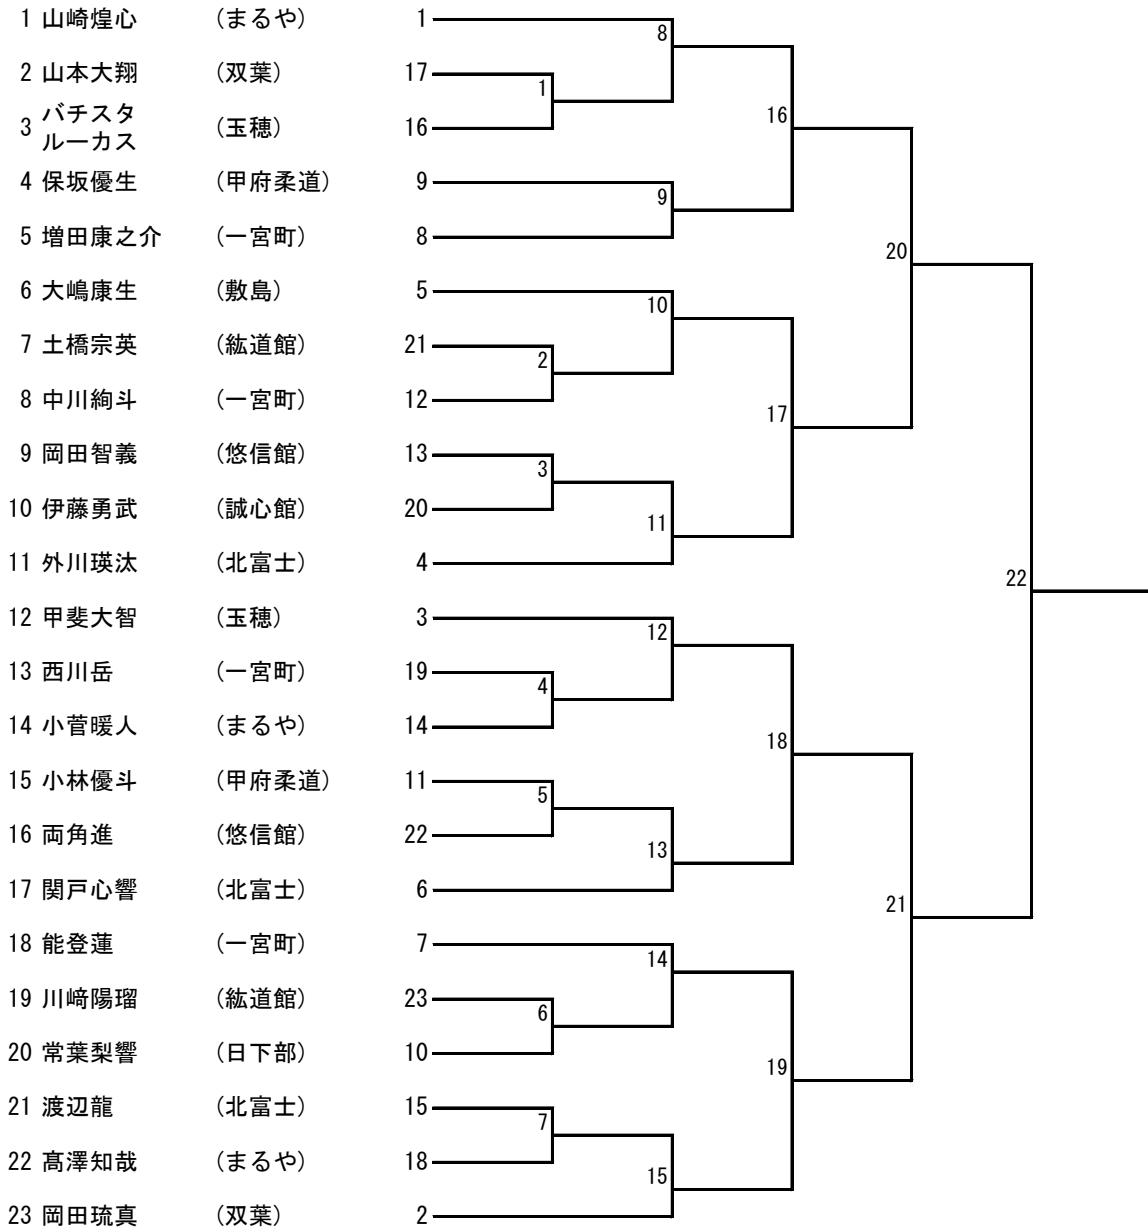 1 山崎煌心 (まるや) 1
8
2 山本大翔 (双葉) 17
1
3 バチスタ
ルーカス (玉穂) 16
16
4 保坂優生 (甲府柔道) 9
9
5 増田康之介 (一宮町) 8
20
6 大嶋康生 (敷島) 5
10
7 土橋宗英 (紘道館) 21
2
8 中川絢斗 (一宮町) 12
17
9 岡田智義 (悠信館) 13
3
10 伊藤勇武 (誠心館) 20
11
11 外川瑛汰 (北富士) 4
22
12 甲斐大智 (玉穂) 3
12
13 西川岳 (一宮町) 19
4
14 小菅暖人 (まるや) 14
18
15 小林優斗 (甲府柔道) 11
5
16 両角進 (悠信館) 22
13
17 関戸心響 (北富士) 6
21
18 能登蓮 (一宮町) 7
14
19 川﨑陽瑠 (紘道館) 23
6
20 常葉梨響 (日下部) 10
19
21 渡辺龍 (北富士) 15
7
22 髙澤知哉 (まるや) 18
15
23 岡田琉真 (双葉) 2